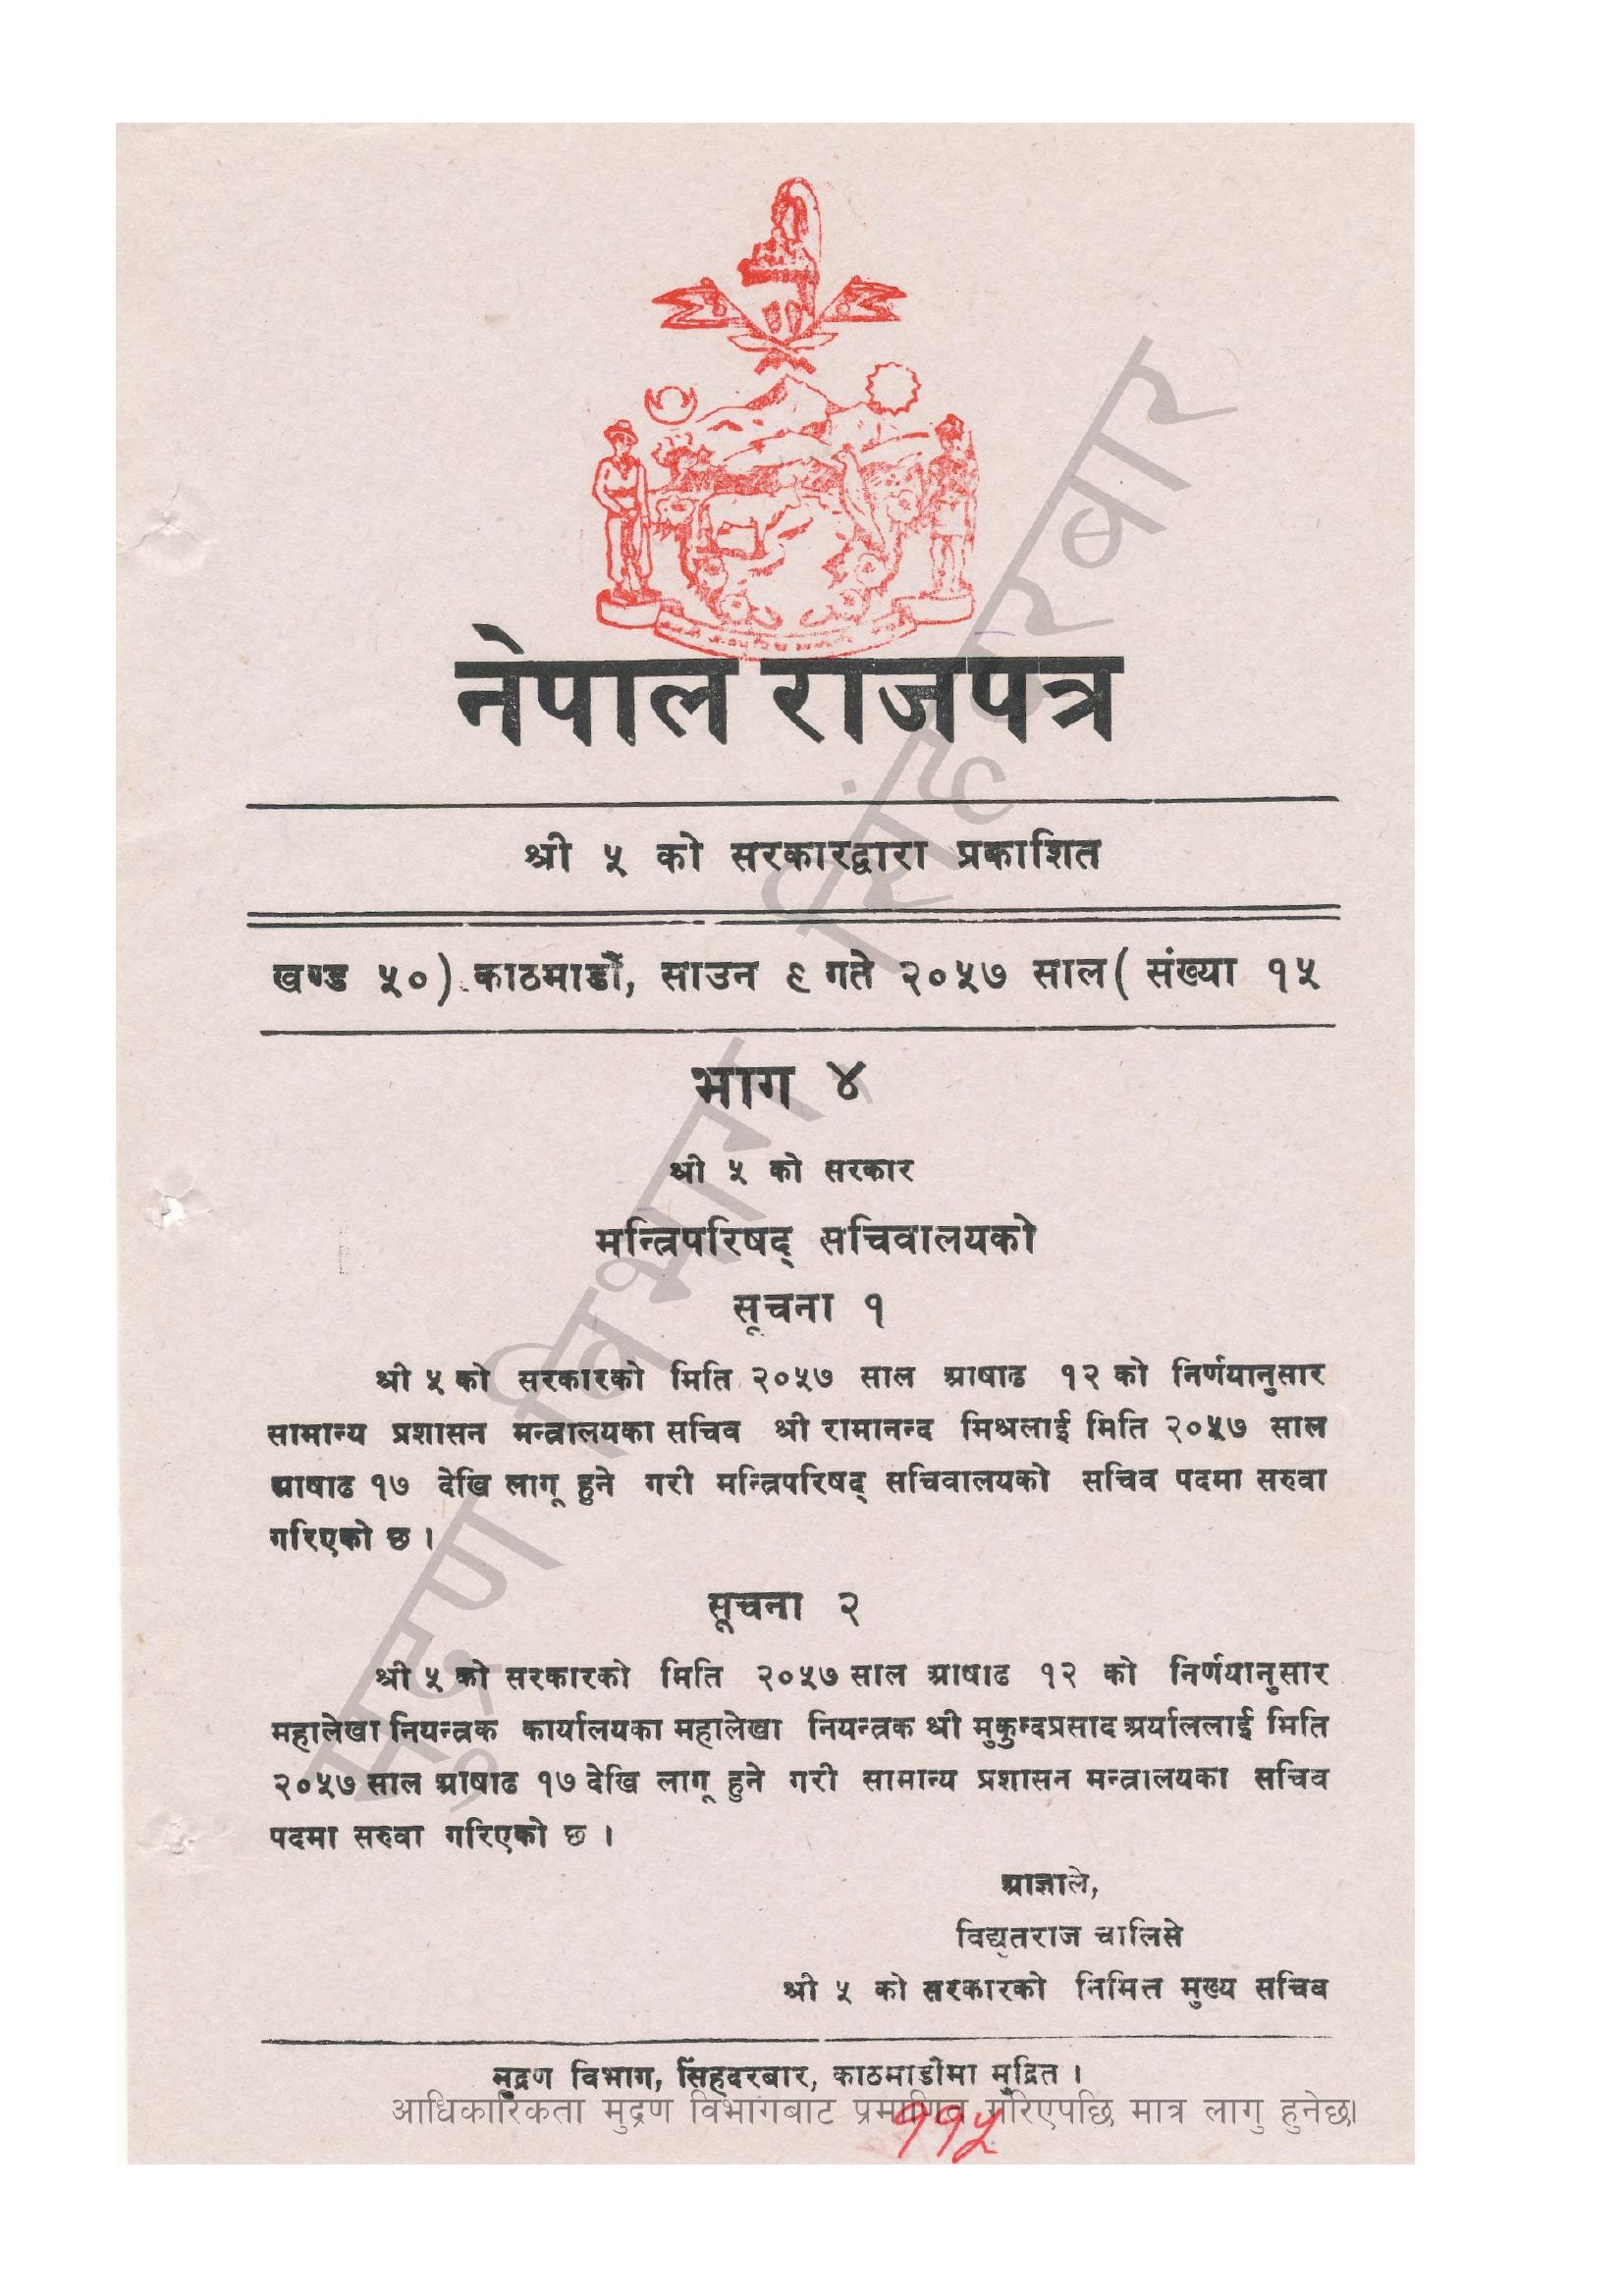 नेपाल राजपत्र
श्री ५ को सरकारद्वारा प्रकाशित
खण्ड ५०) काठमाडौं, साउन ९ गते २०५७ साल ( संख्या १५
भाग ४
श्री ५ को सरकार
मन्त्रिपरिषद् सचिवालयको
सूचना १
श्री ५ को सरकारको मिति २०५७ साल आषाढ १२ को निर्णयानुसार
सामान्य प्रशासन मन्त्रालयका सचिव श्री रामानन्द मिश्रलाई मिति २०५७ साल
आषाढ १७ देखि लागू हुने गरी मन्त्रिपरिषद् सचिवालयको सचिव पदमा सरुवा
गरिएको छ ।
सूचना २
श्री ५ को सरकारको मिति २०५७ साल आषाढ १२ को निर्णयानुसार
महालेखा नियन्त्रक कार्यालयका महालेखा नियन्त्रक श्री मुकुन्दप्रसाद अर्याललाई मिति
२०५७ साल आषाढ १७ देखि लागू हुने गरी सामान्य प्रशासन मन्त्रालयका सचिव
पदमा सरुवा गरिएको छ ।
आज्ञाले,
विद्युतराज चालिसे
श्री ५ को सरकारको निमित्त मुख्य सचिव
मुद्रण विभाग, सिंहदरबार, काठमाडौंमा मुद्रित ।
आधिकारिकता मुद्रण विभागबाट प्रमाणित गरिएपछि मात्र लागु हुनेछ।
११५
मुद्रण विभाग, सिंहदरबार